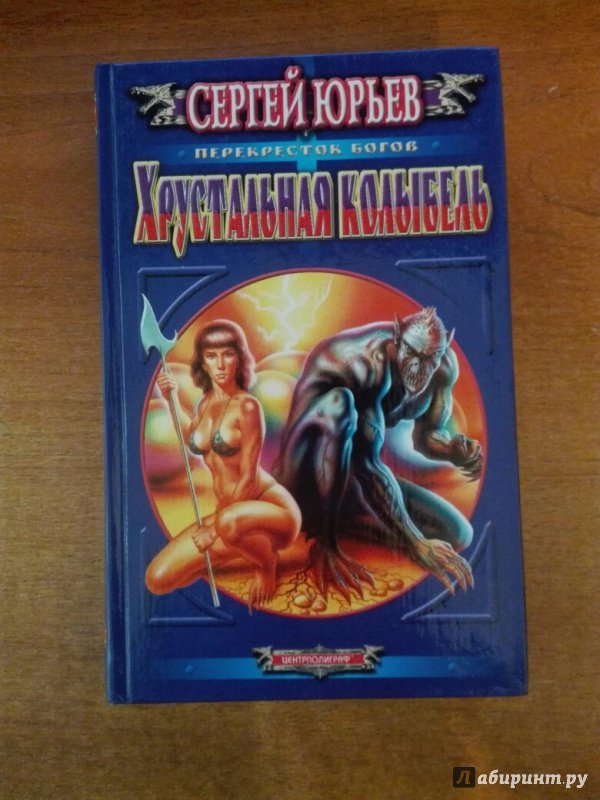 СЕРГЕЙ ЮРЬЕВ
ПЕРЕКРЕСТОК БОГОВ
ХРУСТАЛЬНАЯ КОЛЫБЕЛЬ
ЦЕНТРПОЛИГРАФ
Лабиринт.ру